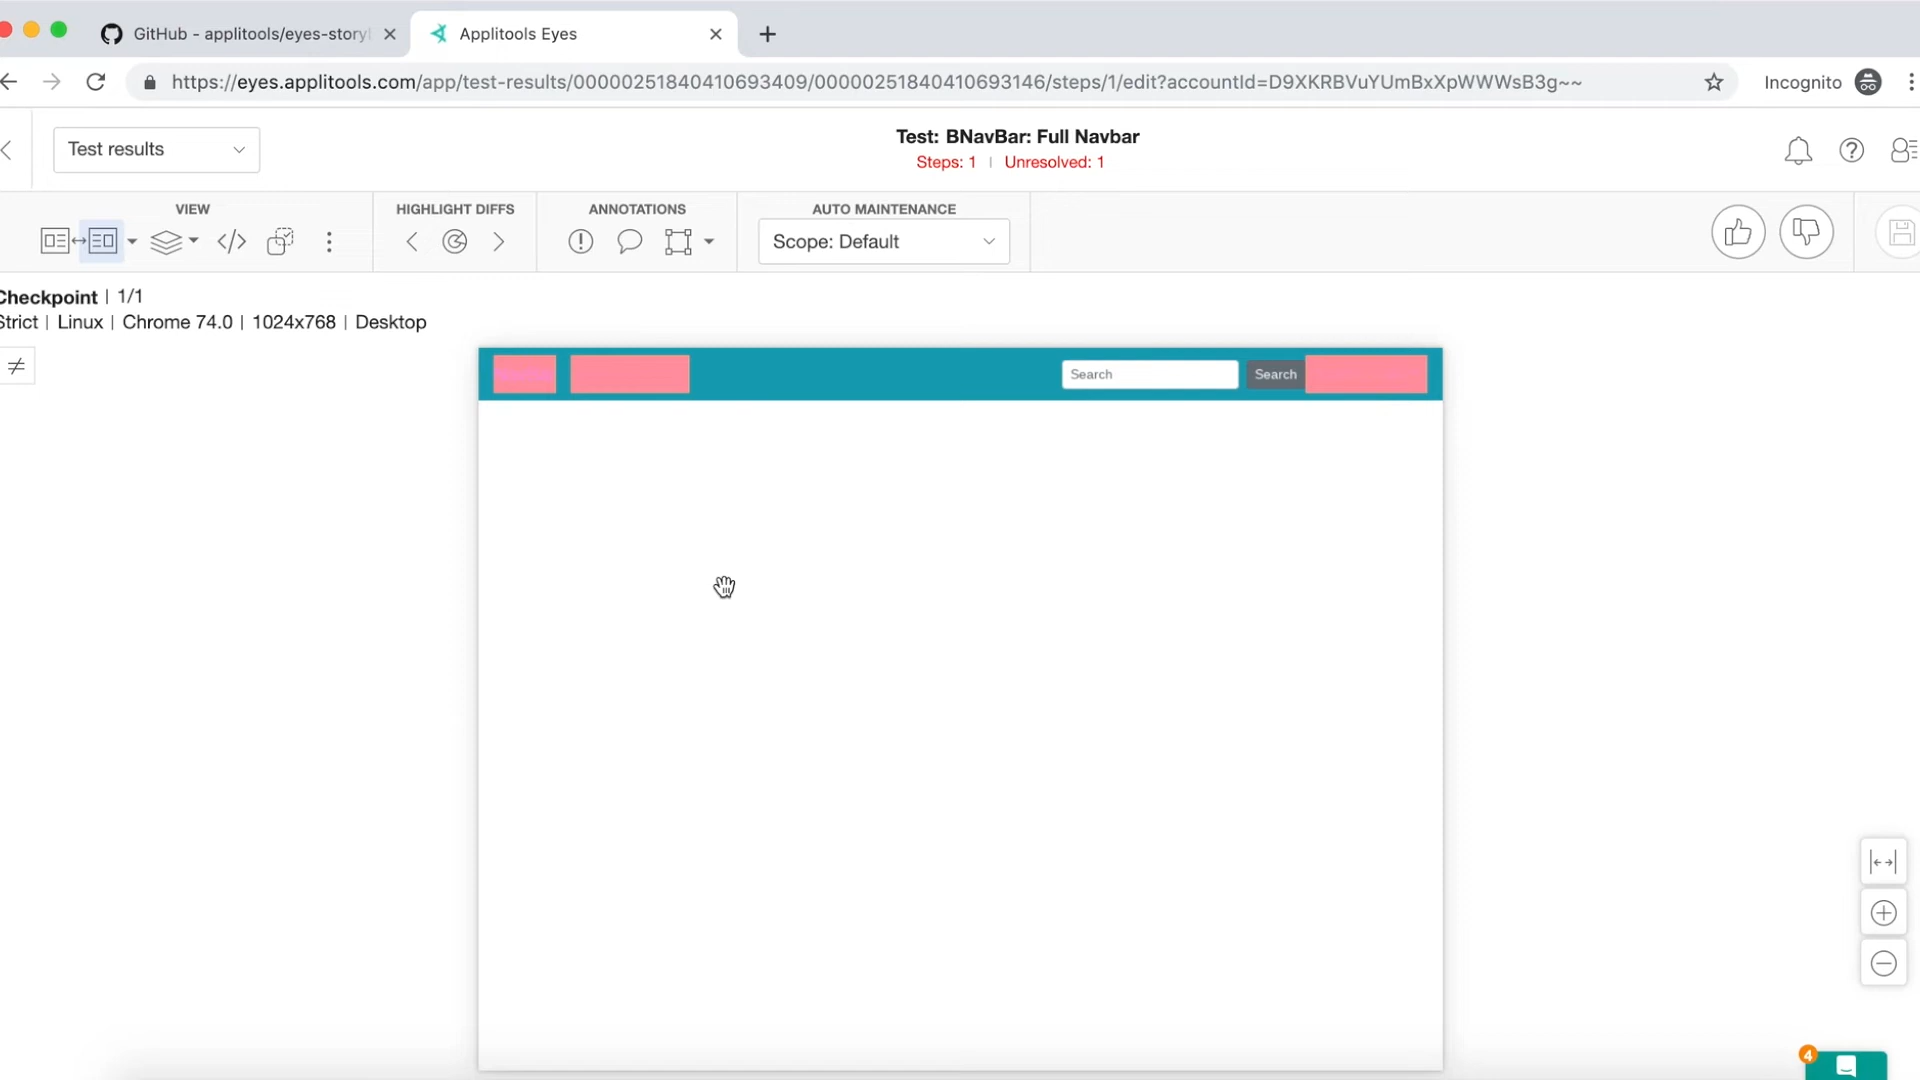 GitHub - applitools/eyes-story
Applitools Eyes
https://eyes.applitools.com/app/test-results/00000251840410693409/00000251840410693146/steps/1/edit?accountId=D9XKRBVuYUmBxXpWWWsB3g~~
Incognito
Test results
Test: BNavBar: Full Navbar
Steps: 1 | Unresolved: 1
VIEW
HIGHLIGHT DIFFS
ANNOTATIONS
AUTO MAINTENANCE
Scope: Default
Checkpoint | 1/1
Strict | Linux | Chrome 74.0 | 1024x768 | Desktop
Search
Search
4